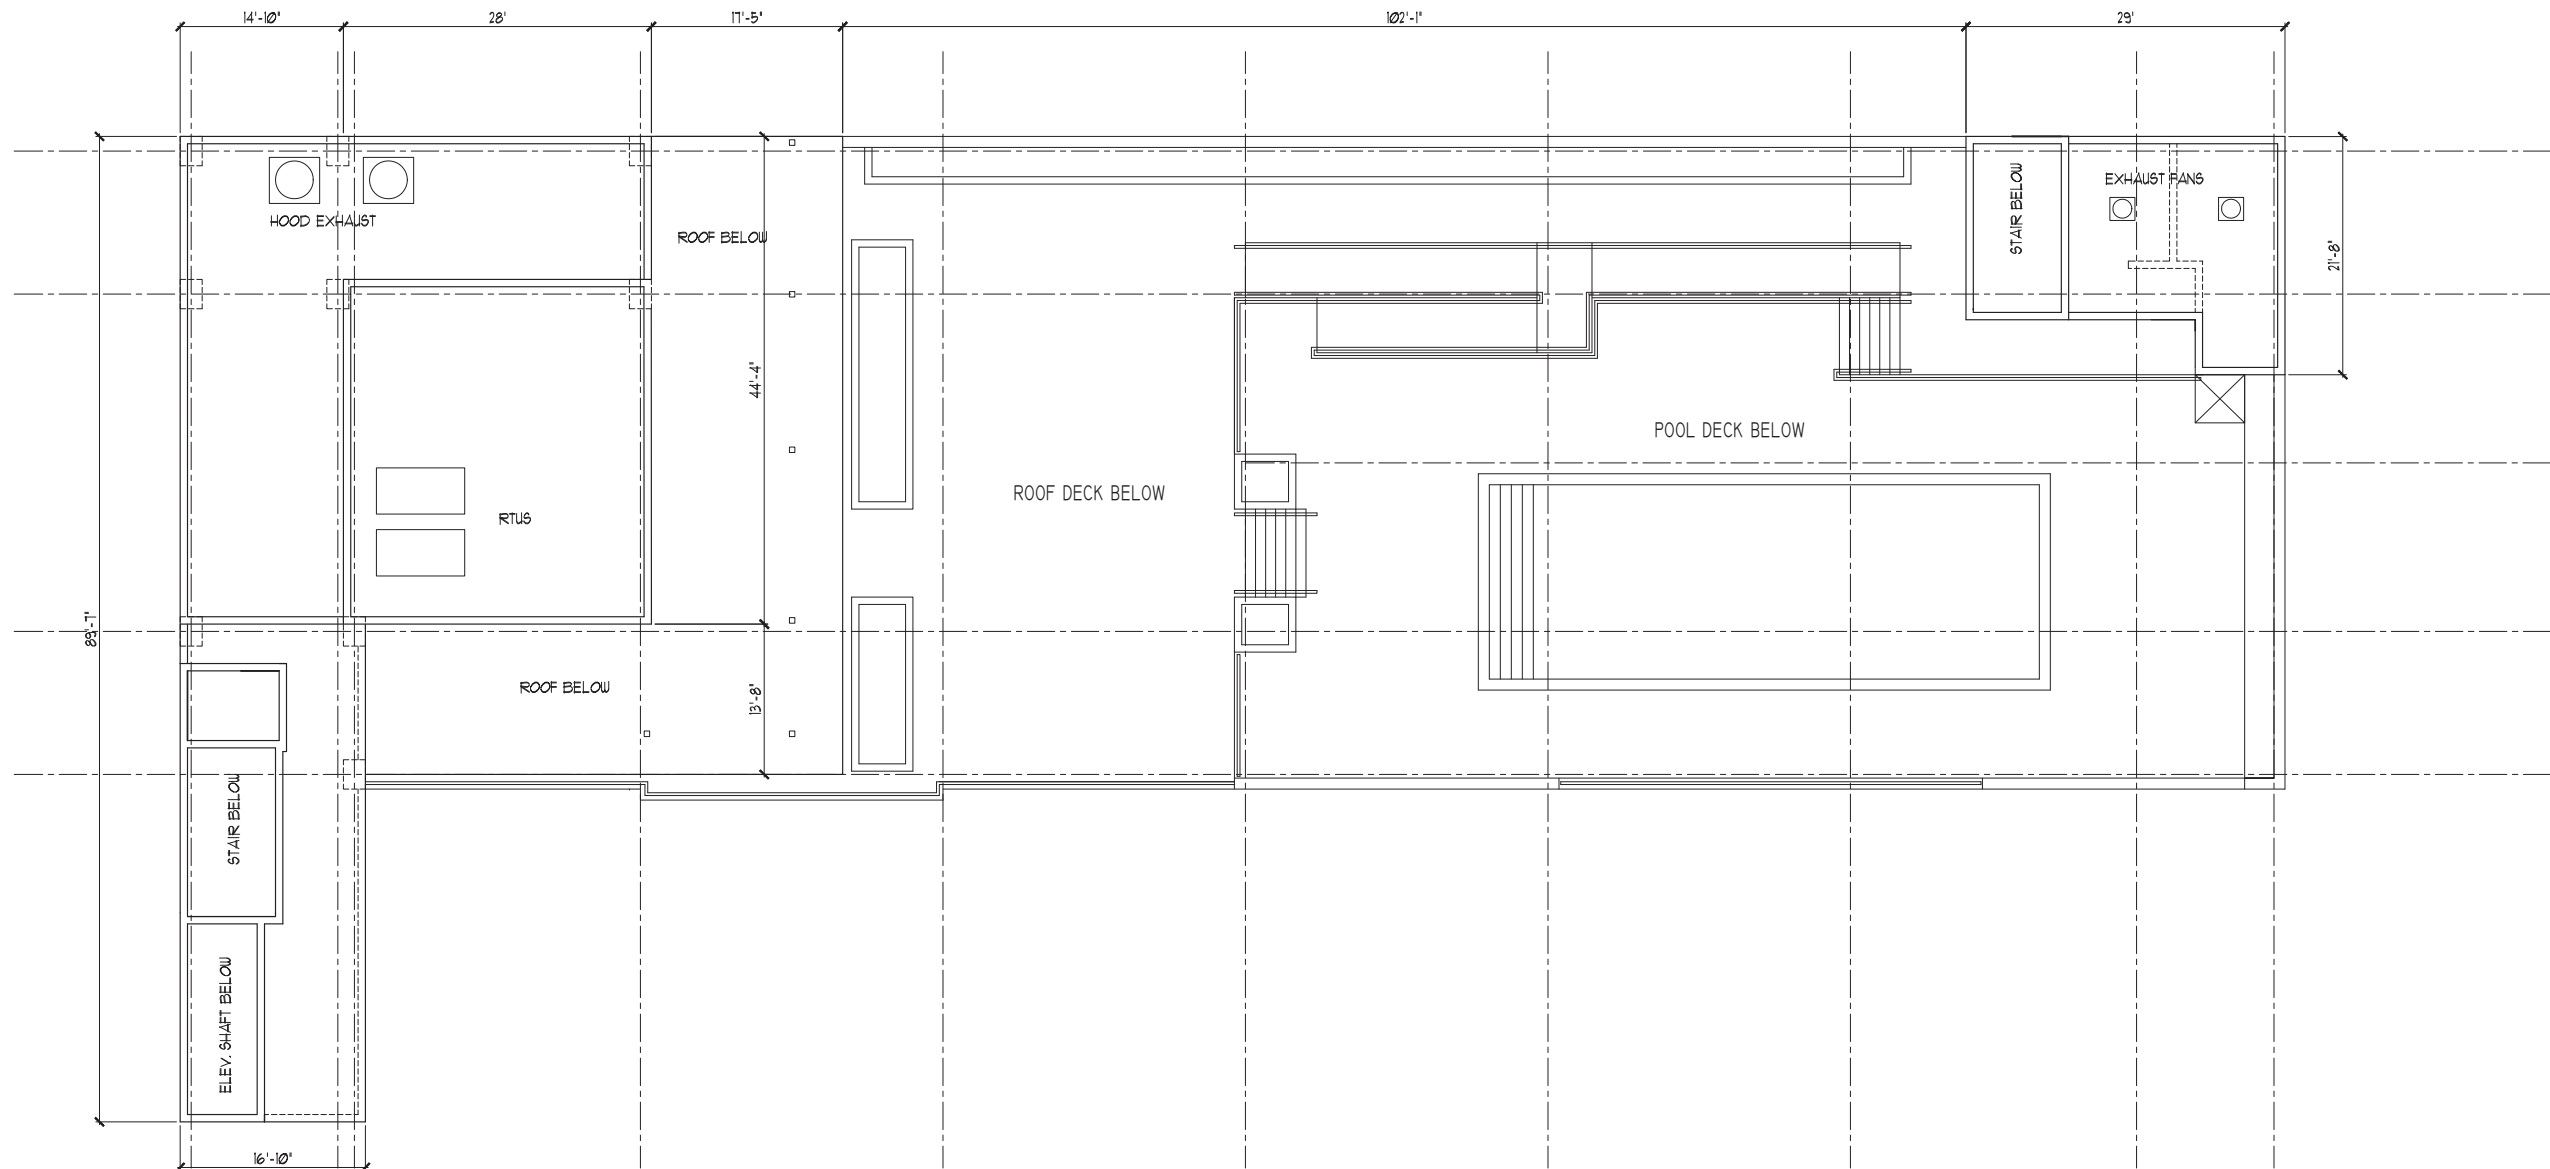 14'-10"
28'
17'-5"
102'-1"
29'
HOOD EXHAUST
ROOF BELOW
STAIR BELOW
EXHAUST FANS
21'-8"
44'-4"
POOL DECK BELOW
ROOF DECK BELOW
RTUS
89'-7"
ROOF BELOW
13'-8"
STAIR BELOW
ELEV. SHAFT BELOW
16'-10"